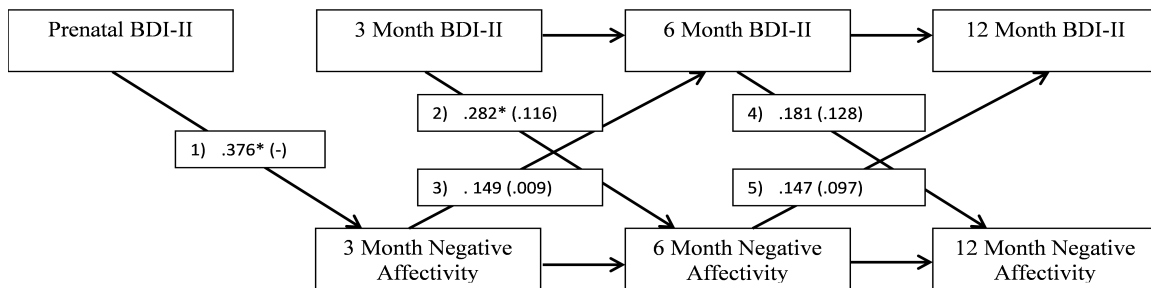 Prenatal BDI-II
3 Month BDI-II
6 Month BDI-II
12 Month BDI-II
2) .282* (.116)
4) .181 (.128)
1) .376* (-)
3) . 149 (.009)
5) .147 (.097)
3 Month Negative
Affectivity
6 Month Negative
Affectivity
12 Month Negative
Affectivity